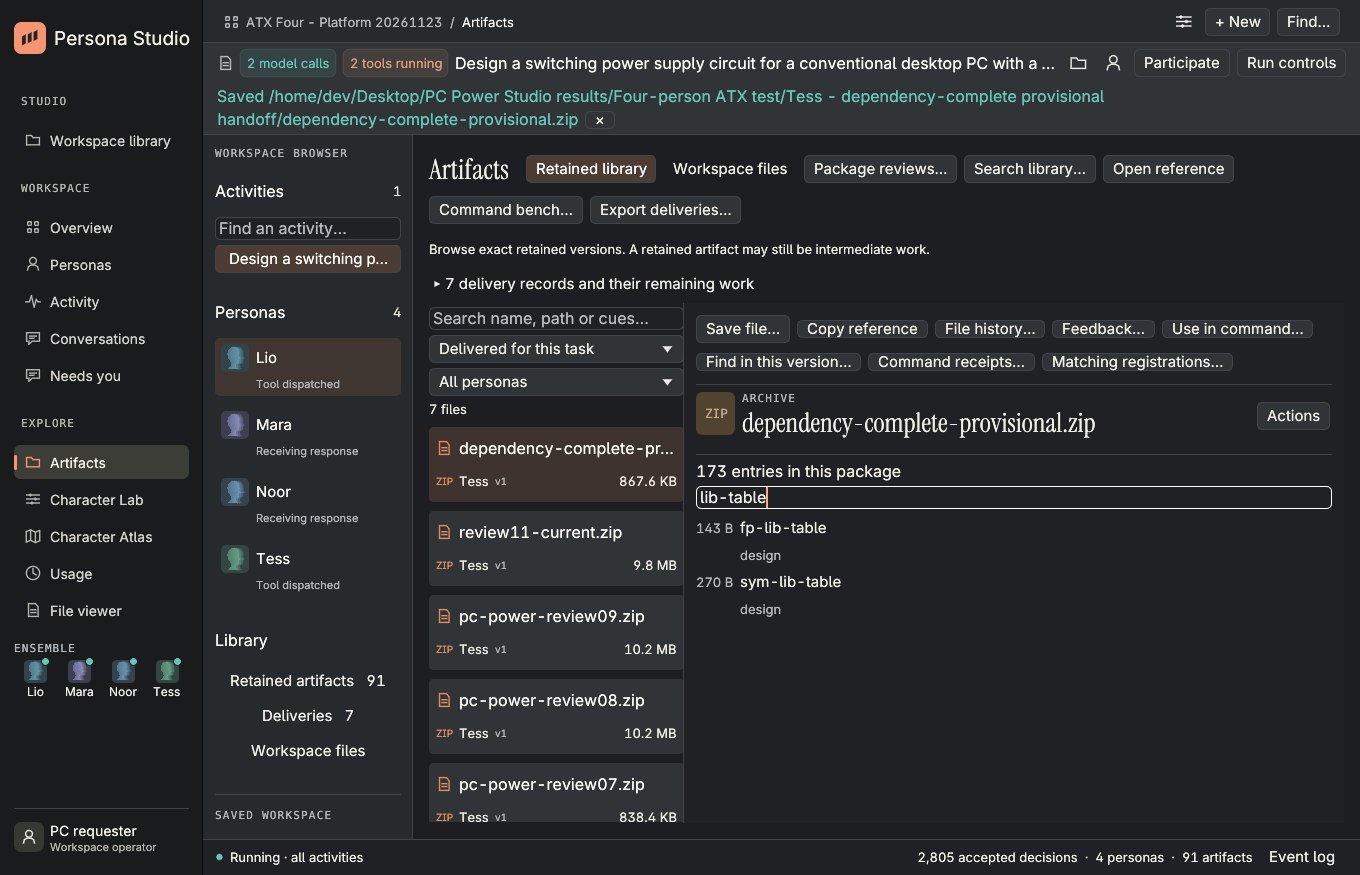 Persona Studio
STUDIO
Workspace library
WORKSPACE
Overview
Personas
Activity
Conversations
Needs you
EXPLORE
Artifacts
Character Lab
Character Atlas
Usage
File viewer
ENSEMBLE
Lio Mara Noor Tess
PC requester
Workspace operator
ATX Four - Platform 20261123 / Artifacts
+ New Find...
2 model calls 2 tools running Design a switching power supply circuit for a conventional desktop PC with a ... Participate Run controls
Saved /home/dev/Desktop/PC Power Studio results/Four-person ATX test/Tess - dependency-complete provisional
handoff/dependency-complete-provisional.zip ×
WORKSPACE BROWSER
Activities 1
Find an activity...
Design a switching p...
Personas 4
Lio
Tool dispatched
Mara
Receiving response
Noor
Receiving response
Tess
Tool dispatched
Library
Retained artifacts 91
Deliveries 7
Workspace files
SAVED WORKSPACE
Artifacts Retained library Workspace files Package reviews... Search library... Open reference
Command bench... Export deliveries...
Browse exact retained versions. A retained artifact may still be intermediate work.
▸ 7 delivery records and their remaining work
Search name, path or cues...
Delivered for this task ▼
All personas ▼
7 files
dependency-complete-pr...
ZIP Tess v1 867.6 KB
review11-current.zip
ZIP Tess v1 9.8 MB
pc-power-review09.zip
ZIP Tess v1 10.2 MB
pc-power-review08.zip
ZIP Tess v1 10.2 MB
pc-power-review07.zip
ZIP Tess v1 838.4 KB
Save file... Copy reference File history... Feedback... Use in command...
Find in this version... Command receipts... Matching registrations...
ZIP ARCHIVE
dependency-complete-provisional.zip Actions
173 entries in this package
lib-table
143 B fp-lib-table
design
270 B sym-lib-table
design
Running · all activities
2,805 accepted decisions · 4 personas · 91 artifacts Event log